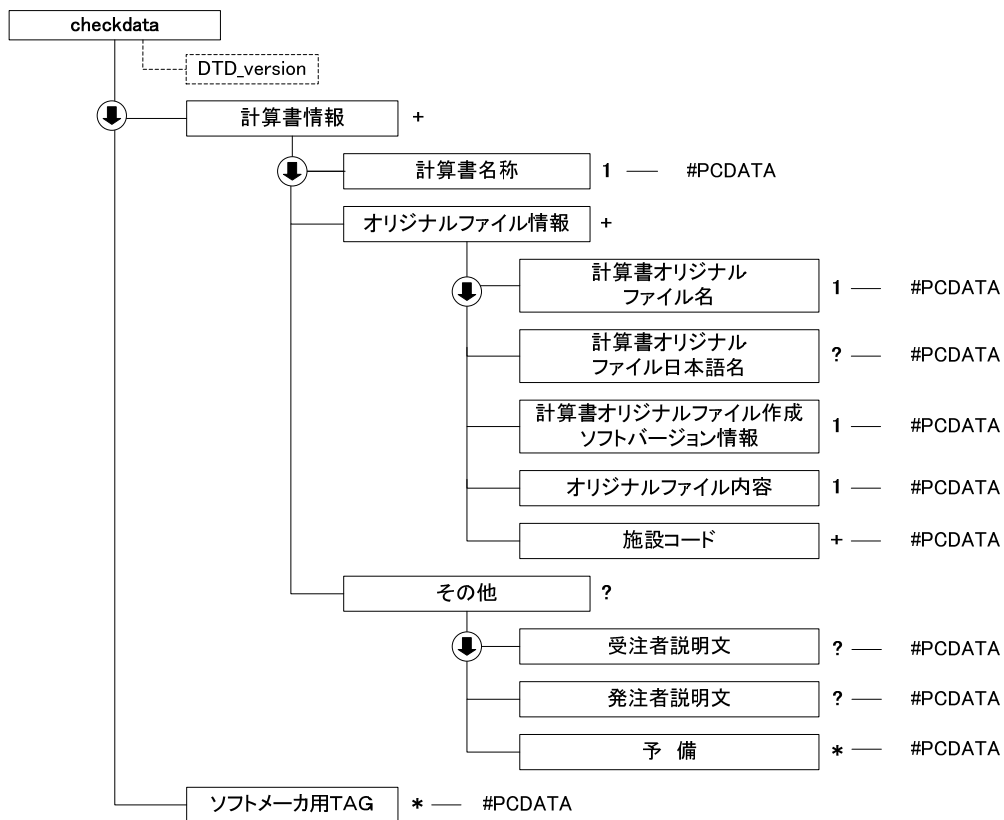 checkdata
DTD_version
計算書情報 +
計算書名称 1 — #PCDATA
オリジナルファイル情報 +
計算書オリジナル
ファイル名 1 — #PCDATA
計算書オリジナル
ファイル日本語名 ? — #PCDATA
計算書オリジナルファイル作成
ソフトバージョン情報 1 — #PCDATA
オリジナルファイル内容 1 — #PCDATA
施設コード + — #PCDATA
その他 ?
受注者説明文 ? — #PCDATA
発注者説明文 ? — #PCDATA
予 備 * — #PCDATA
ソフトメーカ用TAG * — #PCDATA